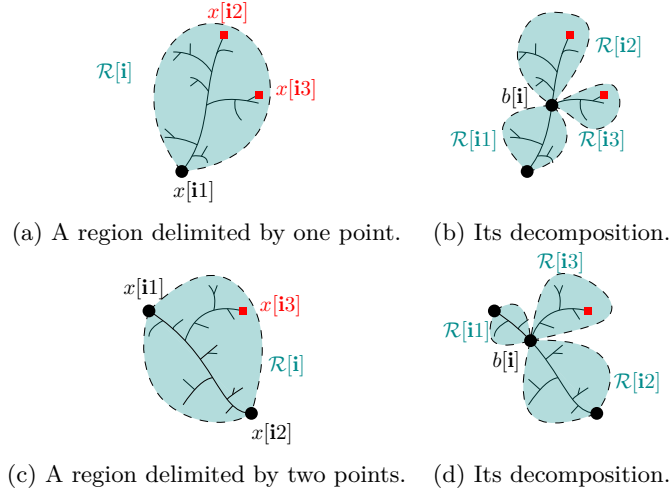 x[i2]
R[i]
x[i3]
x[i1]
R[i2]
b[i]
R[i1]
R[i3]
(a) A region delimited by one point.
(b) Its decomposition.
x[i1]
x[i3]
R[i]
x[i2]
R[i3]
R[i1]
b[i]
R[i2]
(c) A region delimited by two points.
(d) Its decomposition.